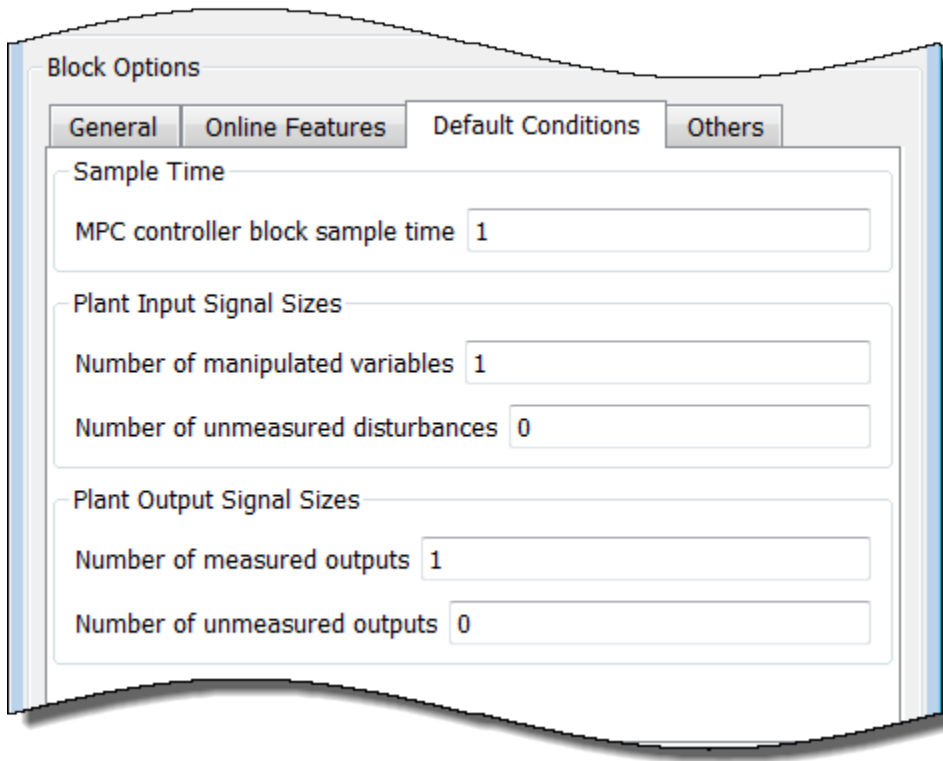 Block Options
General Online Features Default Conditions Others
Sample Time
MPC controller block sample time 1
Plant Input Signal Sizes
Number of manipulated variables 1
Number of unmeasured disturbances 0
Plant Output Signal Sizes
Number of measured outputs 1
Number of unmeasured outputs 0